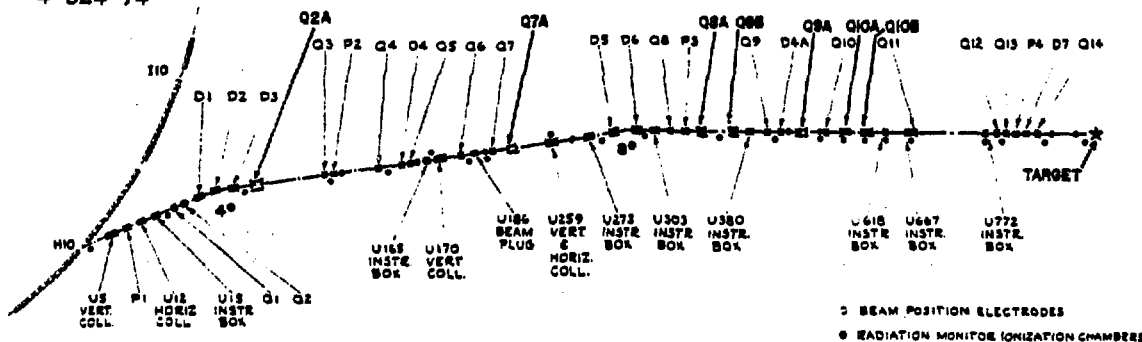 Q2A
Q7A
Q8A Q8B
Q9A Q10A Q10B
Q3 P2 Q4 D4 Q5 Q6 Q7
D5 D6 Q8 P3
Q9 D4A Q10 Q11
Q12 Q13 P4 D7 Q14
I10
D1 D2 D3
4°
8°
TARGET
H10
U5
VERT.
COLL.
P1
U12
HORIZ
COLL
U15
INSTR
BOX
Q1 Q2
U165
INSTR.
BOX
U170
VERT
COLL.
U186
BEAM
PLUG
U259
VERT
&
HORIZ.
COLL.
U273
INSTR
BOX
U303
INSTR
BOX
U380
INSTR.
BOX
U618
INSTR
BOX
U667
INSTR.
BOX
U772
INSTR.
BOX
BEAM POSITION ELECTRODES
RADIATION MONITOR IONIZATION CHAMBERS